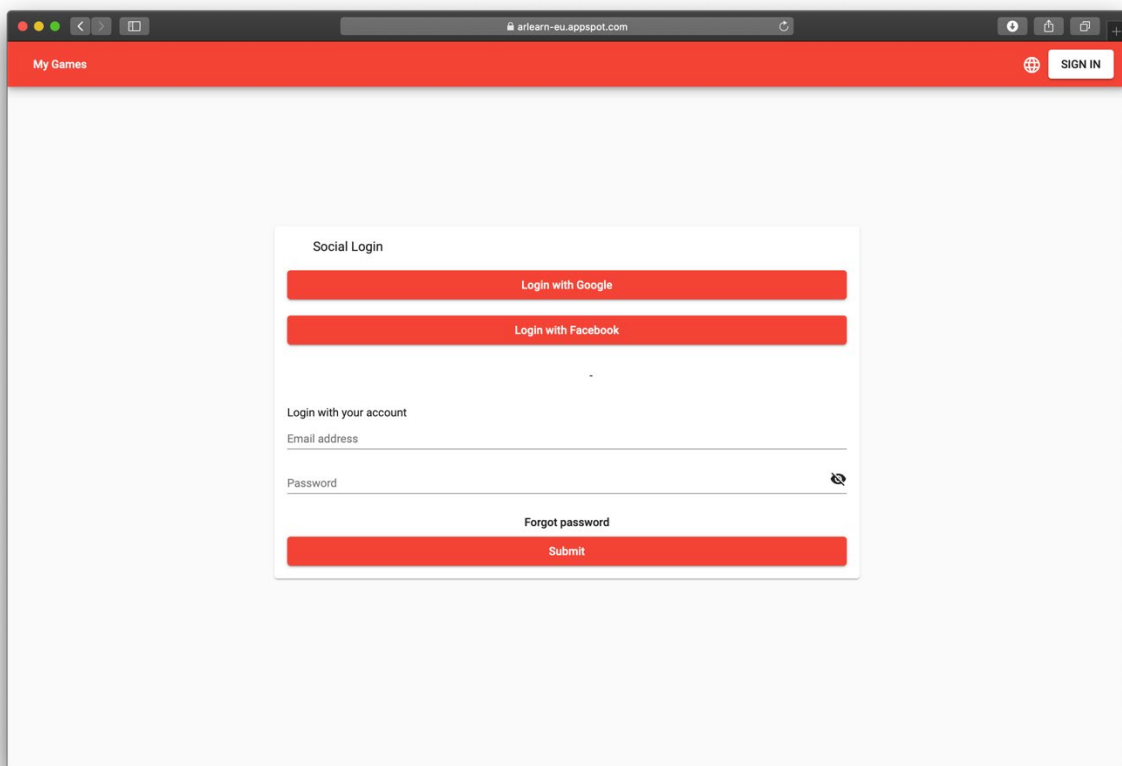 arlearn-eu.appspot.com
My Games
SIGN IN
Social Login
Login with Google
Login with Facebook
-
Login with your account
Email address
Password
Forgot password
Submit